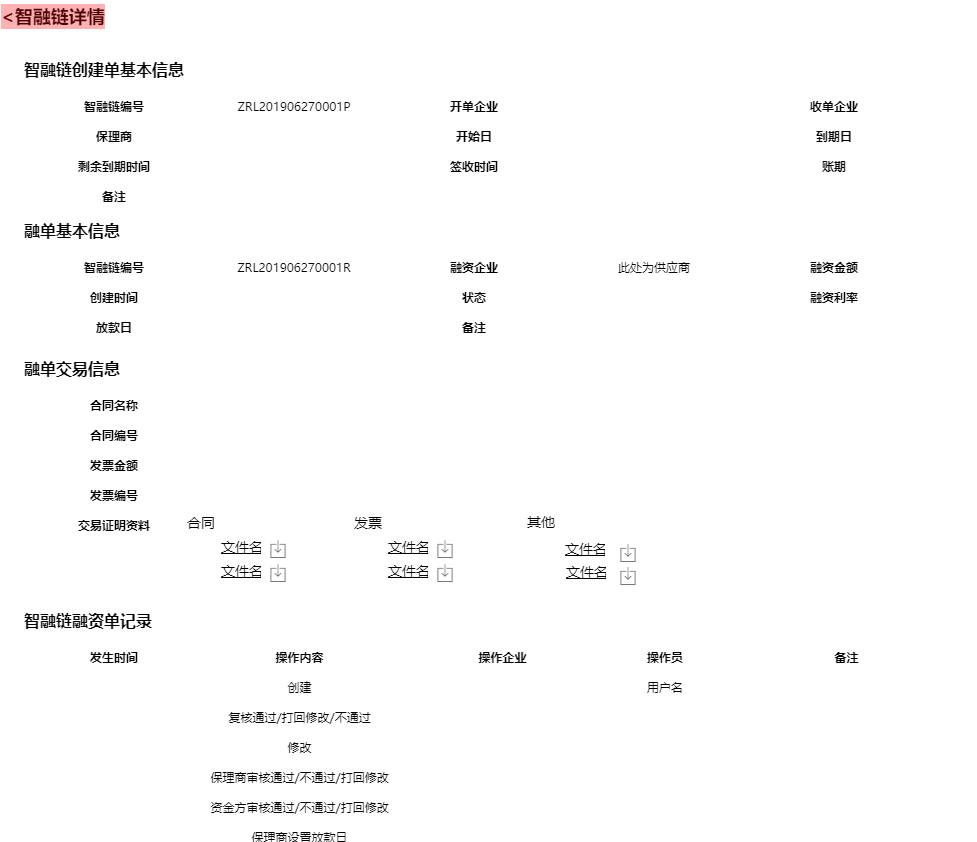 <智融链详情
智融链创建单基本信息
智融链编号 ZRL201906270001P 开单企业 收单企业
保理商 开始日 到期日
剩余到期时间 签收时间 账期
备注
融单基本信息
智融链编号 ZRL201906270001R 融资企业 此处为供应商 融资金额
创建时间 状态 融资利率
放款日 备注
融单交易信息
合同名称
合同编号
发票金额
发票编号
交易证明资料 合同 发票 其他
文件名 文件名 文件名
文件名 文件名 文件名
智融链融资单记录
发生时间 操作内容 操作企业 操作员 备注
创建 用户名
复核通过/打回修改/不通过
修改
保理商审核通过/不通过/打回修改
资金方审核通过/不通过/打回修改
保理商设置放款日